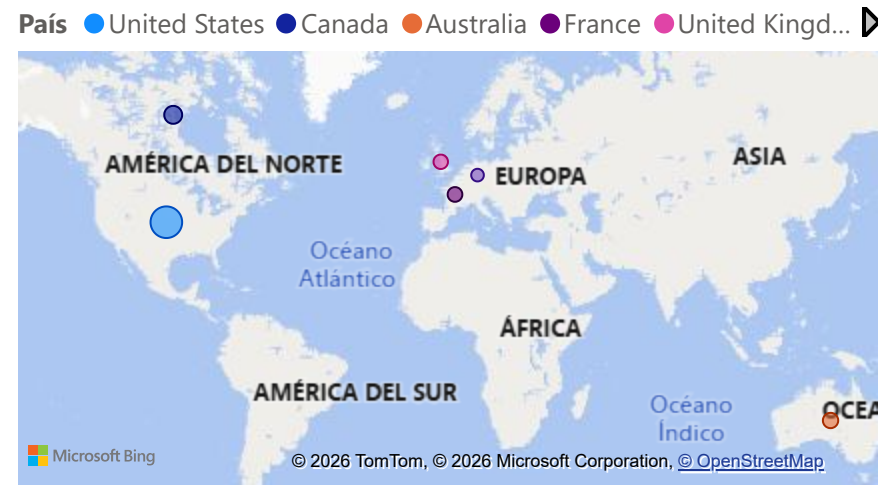 País United States Canada Australia France United Kingd...
AMÉRICA DEL NORTE
EUROPA
ASIA
Océano
Atlántico
ÁFRICA
AMÉRICA DEL SUR
Océano
Índico
OCEA
Microsoft Bing
© 2026 TomTom, © 2026 Microsoft Corporation, © OpenStreetMap